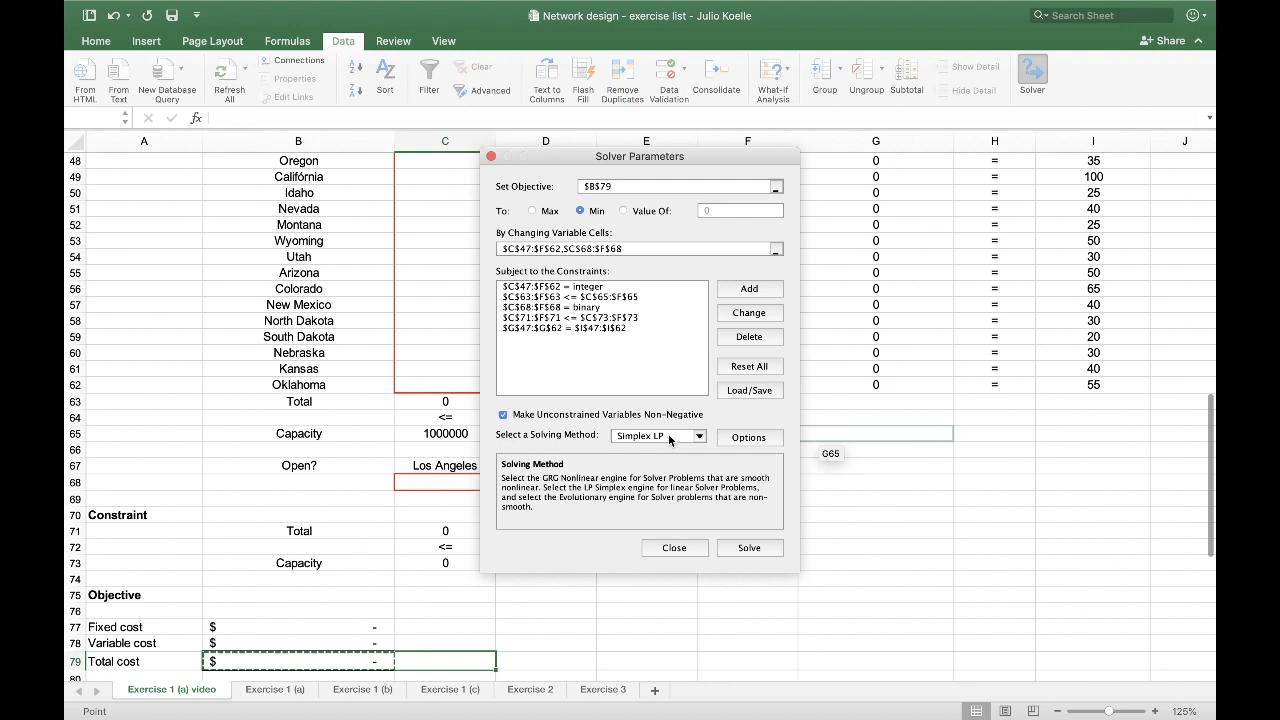 Network design - exercise list - Julio Koelle
Search Sheet
Home Insert Page Layout Formulas Data Review View
Share
From HTML
From Text
New Database Query
Refresh All
Connections
Properties
Edit Links
Sort
Filter
Clear
Advanced
Text to Columns
Flash Fill
Remove Duplicates
Data Validation
Consolidate
What-if Analysis
Group
Ungroup
Subtotal
Show Detail
Hide Detail
Solver
fx
A B C D E F G H I J
48 Oregon 0 = 35
49 Califórnia 0 = 100
50 Idaho 0 = 25
51 Nevada 0 = 40
52 Montana 0 = 25
53 Wyoming 0 = 50
54 Utah 0 = 30
55 Arizona 0 = 50
56 Colorado 0 = 65
57 New Mexico 0 = 40
58 North Dakota 0 = 30
59 South Dakota 0 = 20
60 Nebraska 0 = 30
61 Kansas 0 = 40
62 Oklahoma 0 = 55
63 Total 0
64 <=
65 Capacity 1000000
66
67 Open? Los Angeles
68
69
70 Constraint
71 Total 0
72 <=
73 Capacity 0
74
75 Objective
76
77 Fixed cost $ -
78 Variable cost $ -
79 Total cost $ -
80
G65
Solver Parameters
Set Objective: $B$79
To: Max Min Value Of: 0
By Changing Variable Cells:
$C$47:$F$62,$C$68:$F$68
Subject to the Constraints:
$C$47:$F$62 = integer
$C$63:$F$63 <= $C$65:$F$65
$C$68:$F$68 = binary
$C$71:$F$71 <= $C$73:$F$73
$G$47:$G$62 = $I$47:$I$62
Add
Change
Delete
Reset All
Load/Save
Make Unconstrained Variables Non-Negative
Select a Solving Method: Simplex LP Options
Solving Method
Select the GRG Nonlinear engine for Solver Problems that are smooth
nonlinear. Select the LP Simplex engine for linear Solver Problems,
and select the Evolutionary engine for Solver problems that are non-
smooth.
Close Solve
Exercise 1 (a) video Exercise 1 (a) Exercise 1 (b) Exercise 1 (c) Exercise 2 Exercise 3
Point
125%